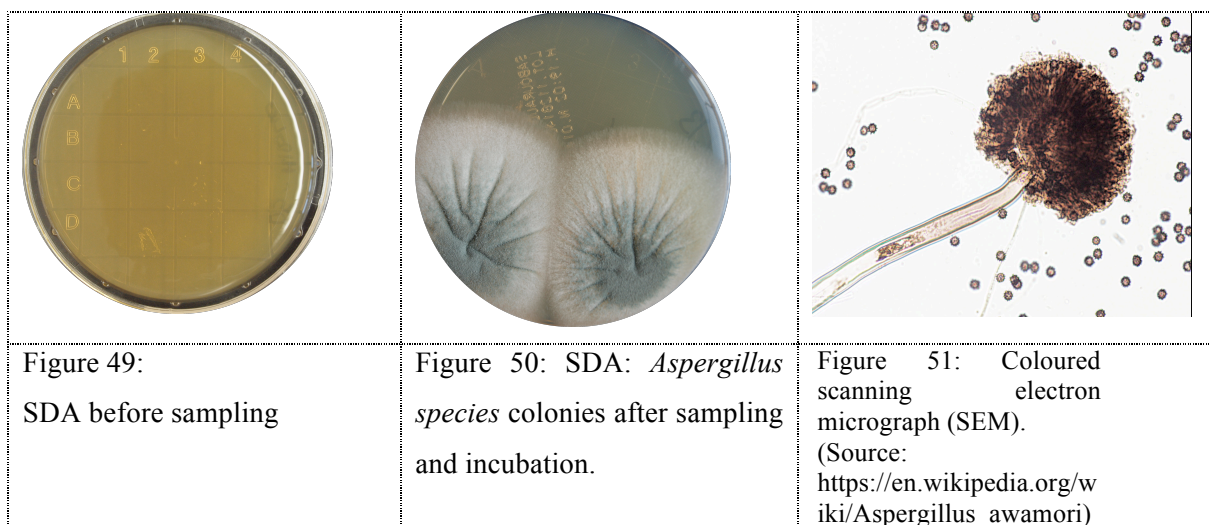 1 2 3 4
A
B
C
D
Figure 49:
SDA before sampling
Figure 50: SDA: Aspergillus
species colonies after sampling
and incubation.
Figure 51: Coloured
scanning electron
micrograph (SEM).
(Source:
https://en.wikipedia.org/w
iki/Aspergillus_awamori)